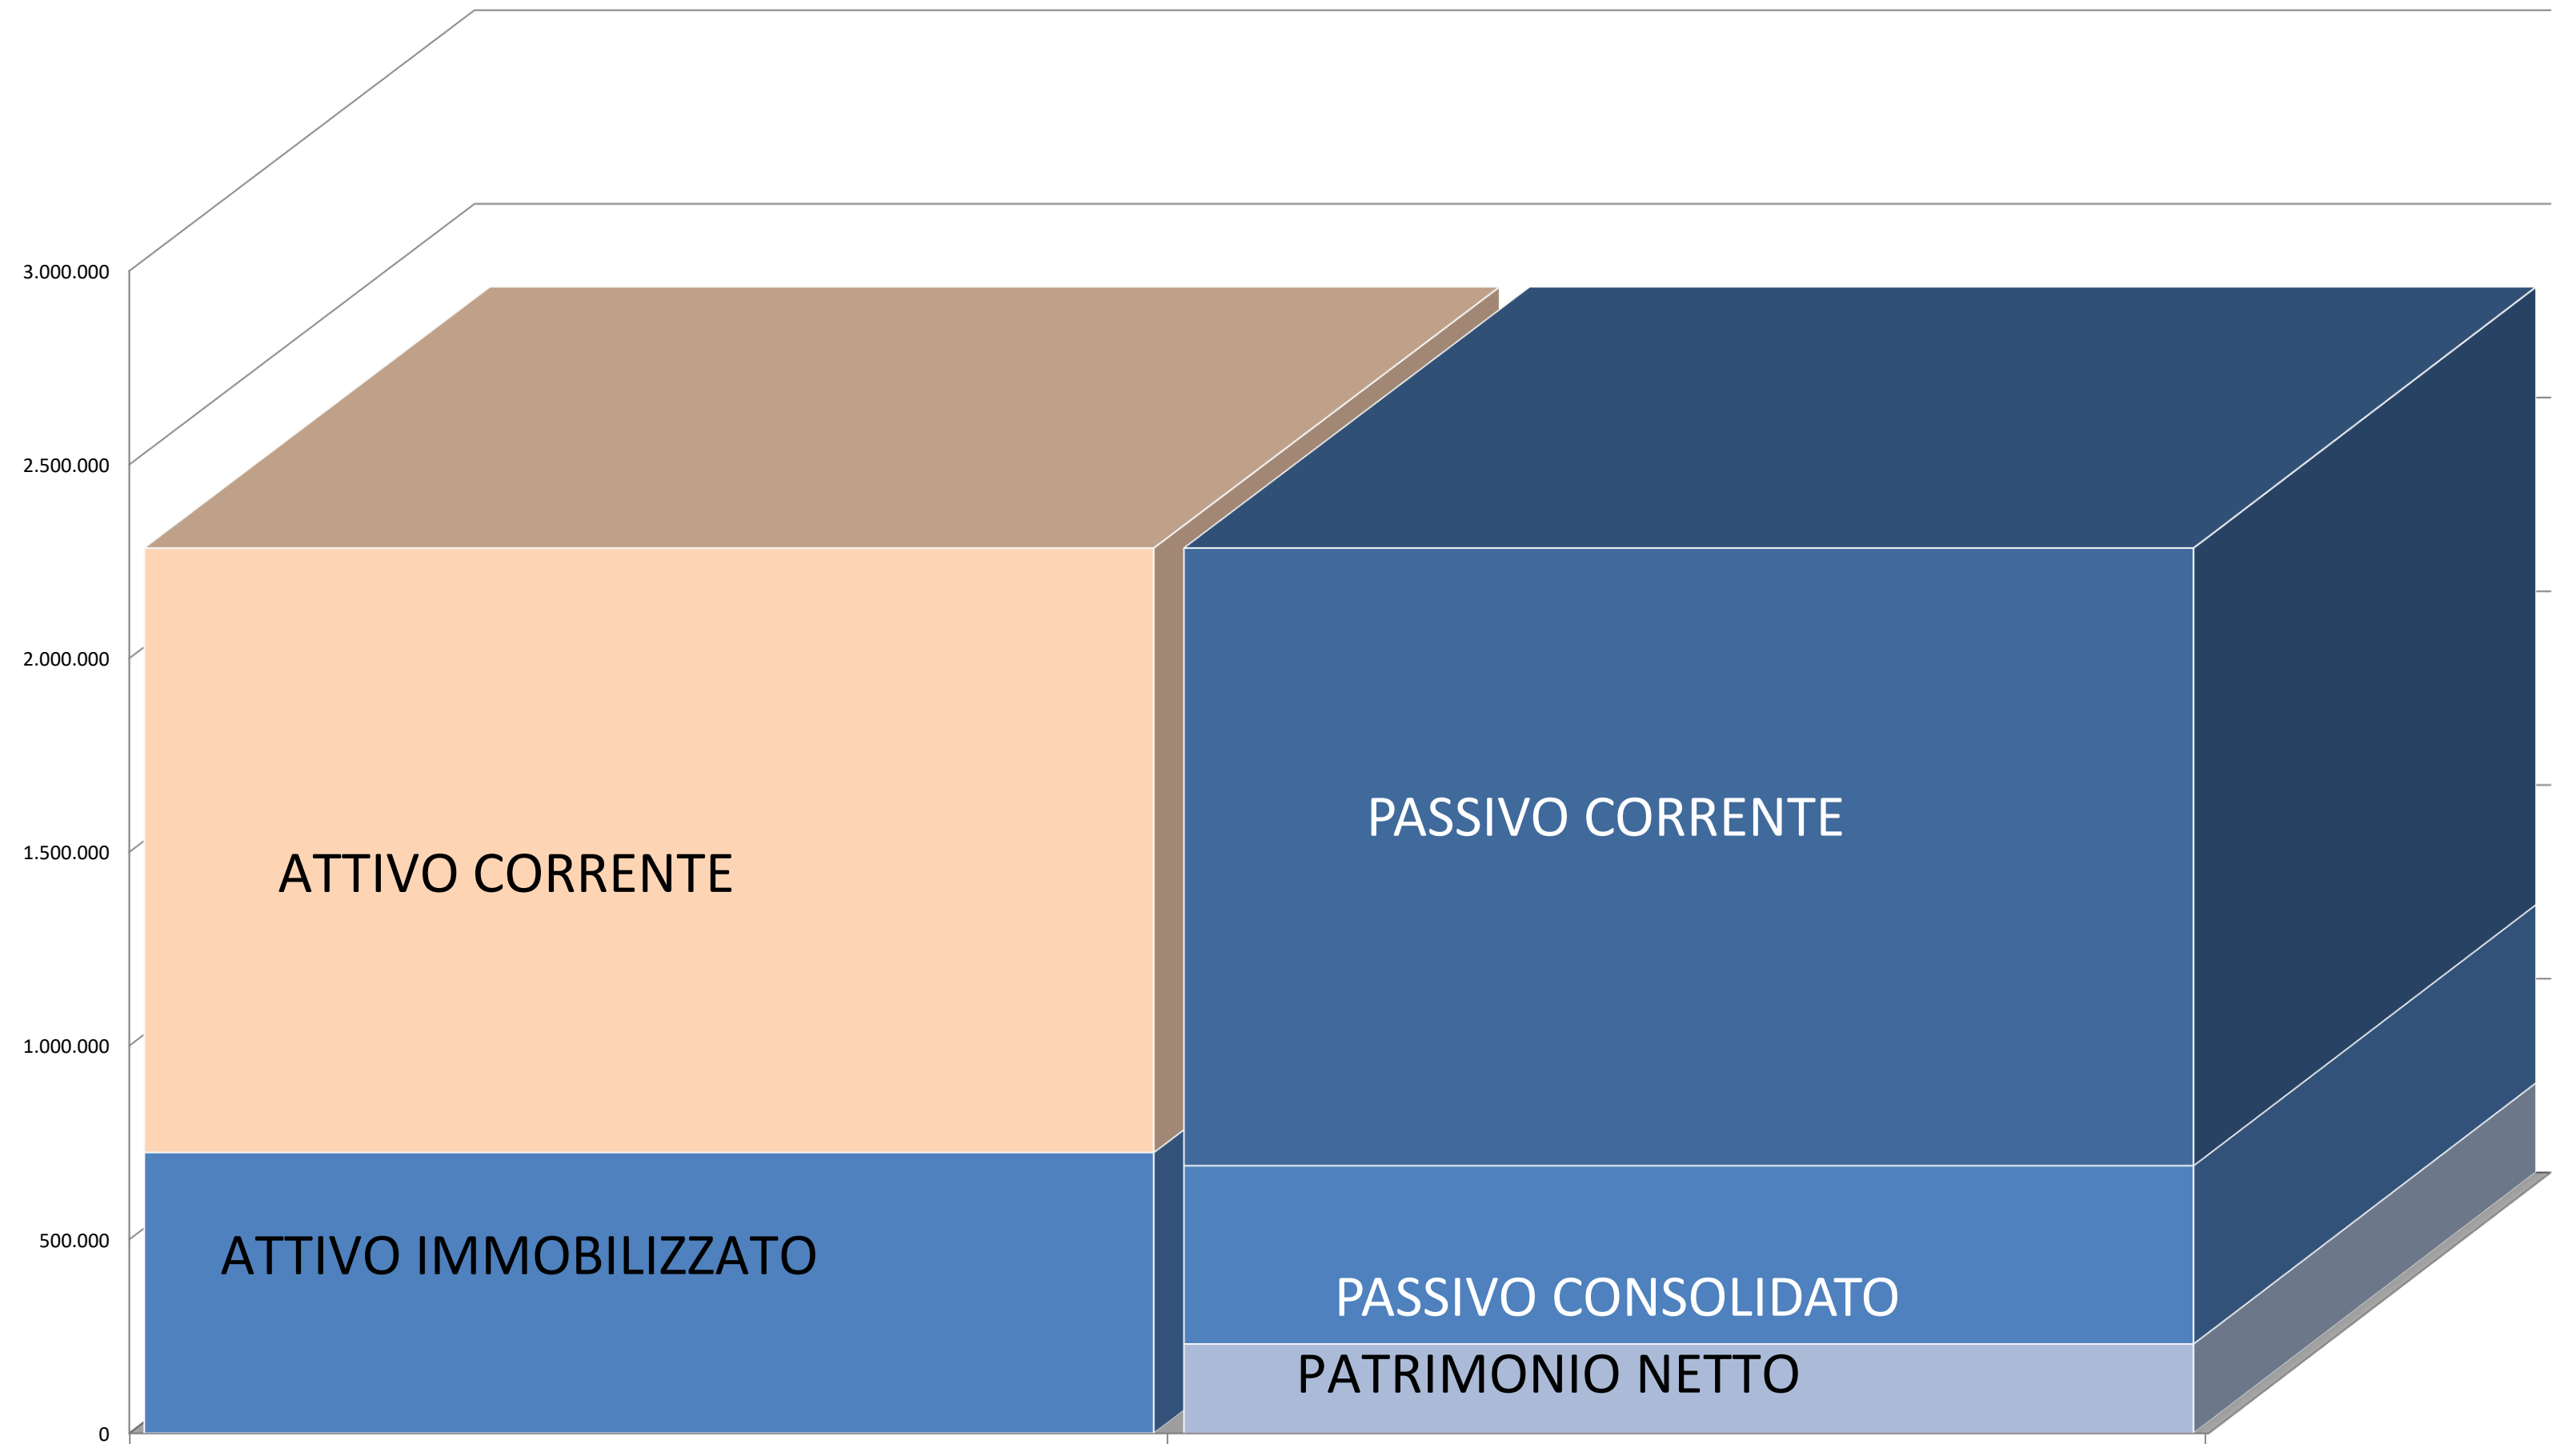 3.000.000
2.500.000
2.000.000
1.500.000
1.000.000
500.000
0
ATTIVO CORRENTE
ATTIVO IMMOBILIZZATO
PASSIVO CORRENTE
PASSIVO CONSOLIDATO
PATRIMONIO NETTO